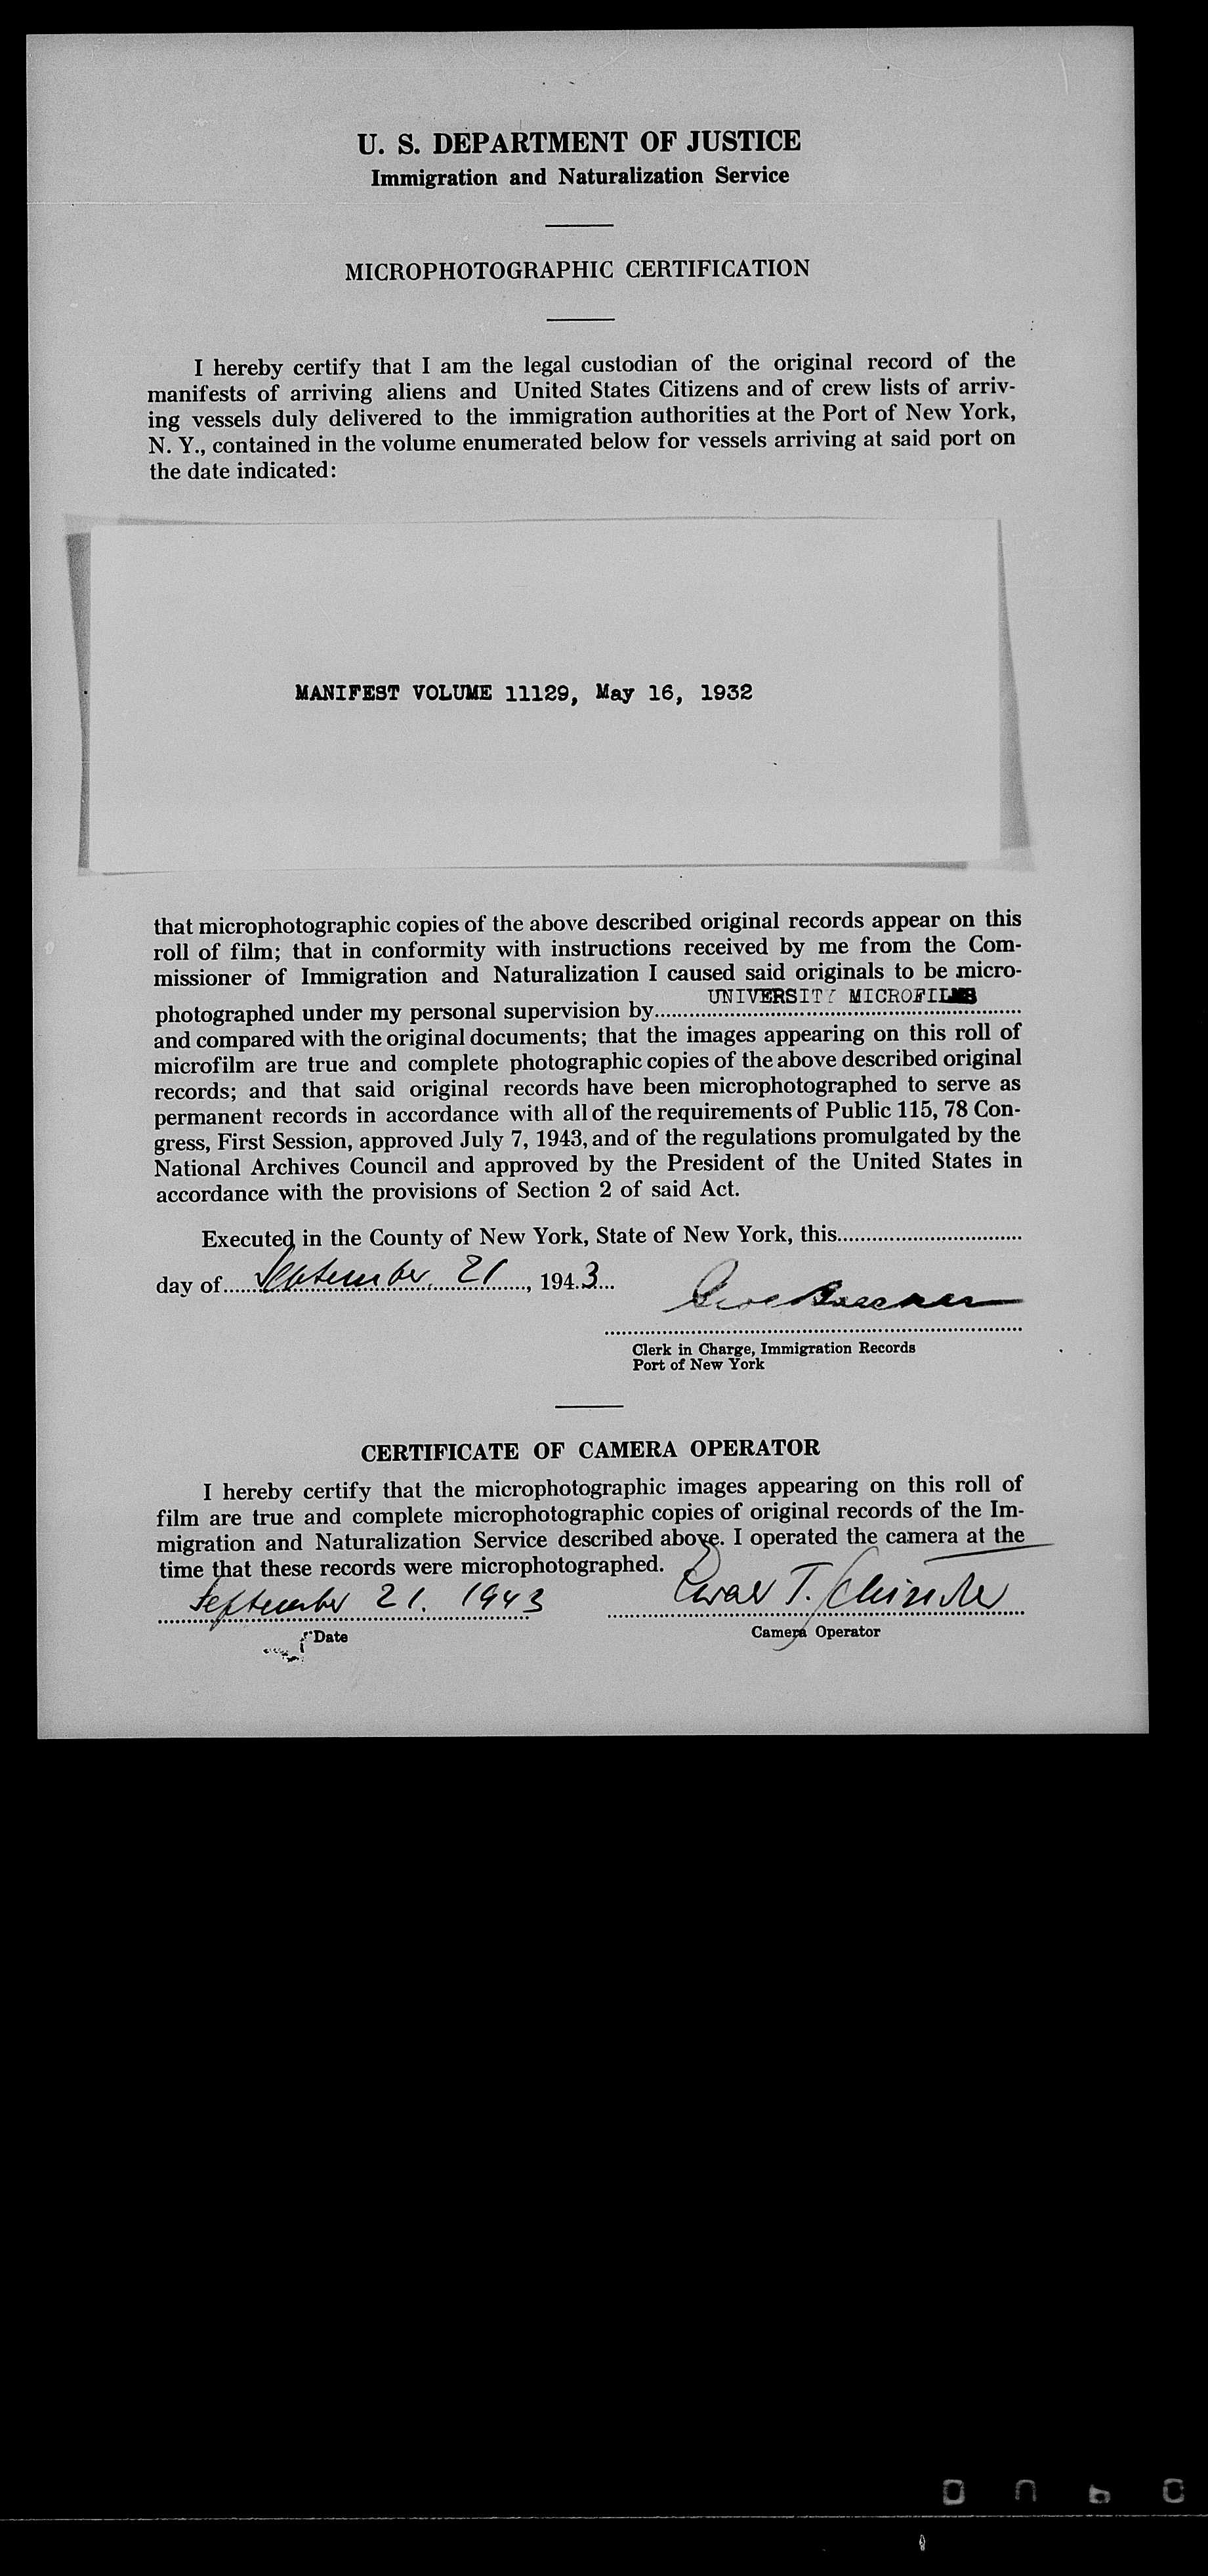 U. S. DEPARTMENT OF JUSTICE
Immigration and Naturalization Service
MICROPHOTOGRAPHIC CERTIFICATION
I hereby certify that I am the legal custodian of the original record of the
manifests of arriving aliens and United States Citizens and of crew lists of arriv-
ing vessels duly delivered to the immigration authorities at the Port of New York,
N. Y., contained in the volume enumerated below for vessels arriving at said port on
the date indicated:
MANIFEST VOLUME 11129, May 16, 1932
that microphotographic copies of the above described original records appear on this
roll of film; that in conformity with instructions received by me from the Com-
missioner of Immigration and Naturalization I caused said originals to be micro-
photographed under my personal supervision by UNIVERSITY MICROFILMS
and compared with the original documents; that the images appearing on this roll of
microfilm are true and complete photographic copies of the above described original
records; and that said original records have been microphotographed to serve as
permanent records in accordance with all of the requirements of Public 115, 78 Con-
gress, First Session, approved July 7, 1943, and of the regulations promulgated by the
National Archives Council and approved by the President of the United States in
accordance with the provisions of Section 2 of said Act.
Executed in the County of New York, State of New York, this
day of September 21, 1943
Clerk in Charge, Immigration Records
Port of New York
CERTIFICATE OF CAMERA OPERATOR
I hereby certify that the microphotographic images appearing on this roll of
film are true and complete microphotographic copies of original records of the Im-
migration and Naturalization Service described above. I operated the camera at the
time that these records were microphotographed.
September 21. 1943
Date
Camera Operator